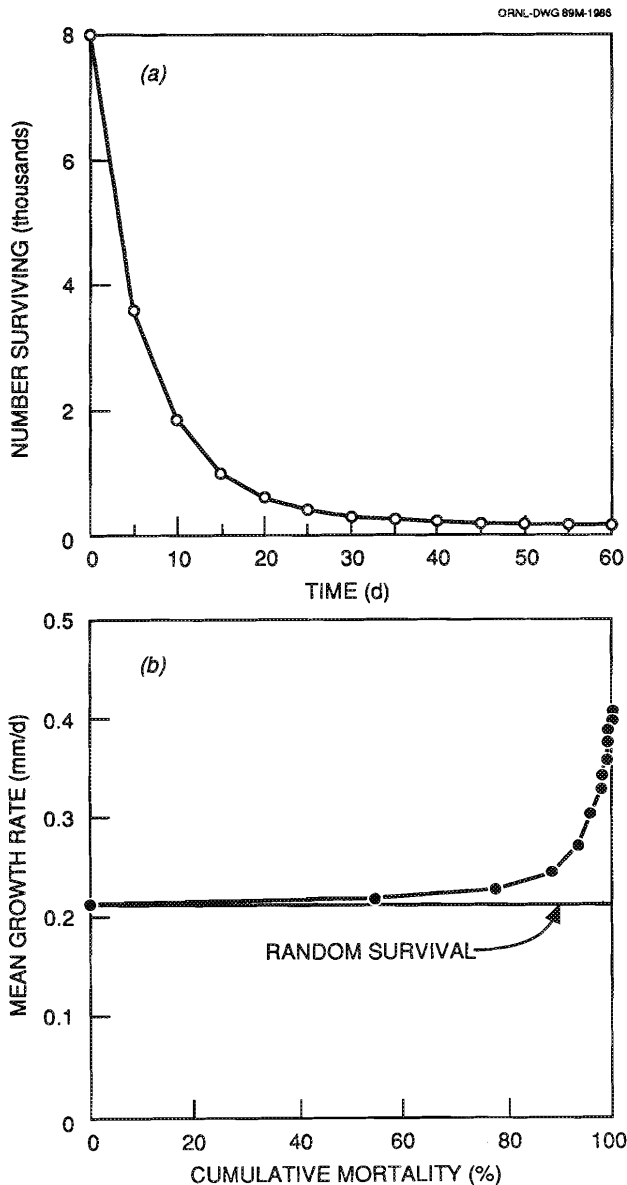 ORNL-DWG 89M-1986
8
(a)
6
4
2
0
NUMBER SURVIVING (thousands)
0 10 20 30 40 50 60
TIME (d)
0.5
(b)
0.4
0.3
0.2
RANDOM SURVIVAL
0.1
0
MEAN GROWTH RATE (mm/d)
0 20 40 60 80 100
CUMULATIVE MORTALITY (%)